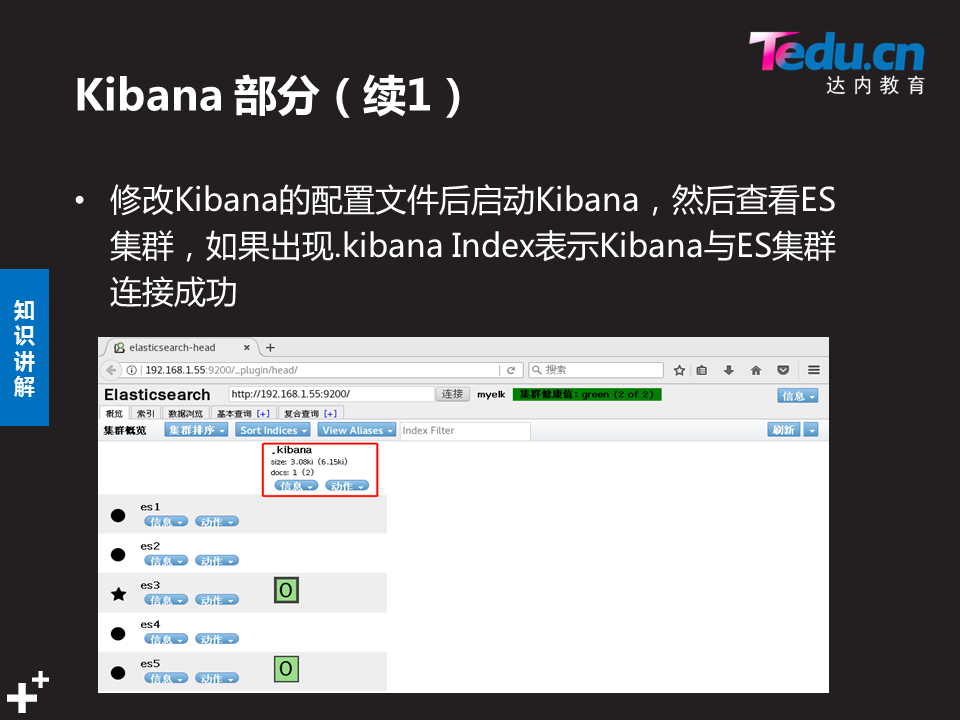 Tedu.cn
达内教育
Kibana 部分（续1）
• 修改Kibana的配置文件后启动Kibana，然后查看ES
集群，如果出现.kibana Index表示Kibana与ES集群
连接成功
知识讲解
elasticsearch-head × +
192.168.1.55:9200/_plugin/head/ 搜索
Elasticsearch http://192.168.1.55:9200/ 连接 myelk 集群健康值: green (2 of 2) 信息
概览 索引 数据浏览 基本查询 [+] 复合查询 [+]
集群概览 集群排序 Sort Indices View Aliases Index Filter 刷新
.kibana
size: 3.08ki (6.15ki)
docs: 1 (2)
信息 动作
es1
信息 动作
es2
信息 动作
es3
信息 动作
0
es4
信息 动作
es5
信息 动作
0